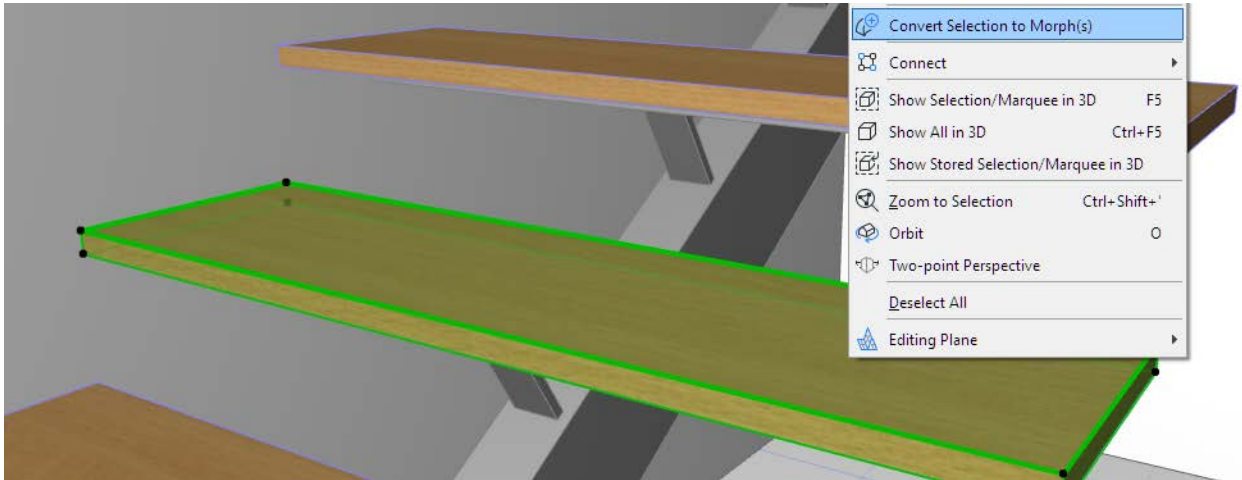 Convert Selection to Morph(s)
Connect
Show Selection/Marquee in 3D F5
Show All in 3D Ctrl+F5
Show Stored Selection/Marquee in 3D
Zoom to Selection Ctrl+Shift+'
Orbit O
Two-point Perspective
Deselect All
Editing Plane